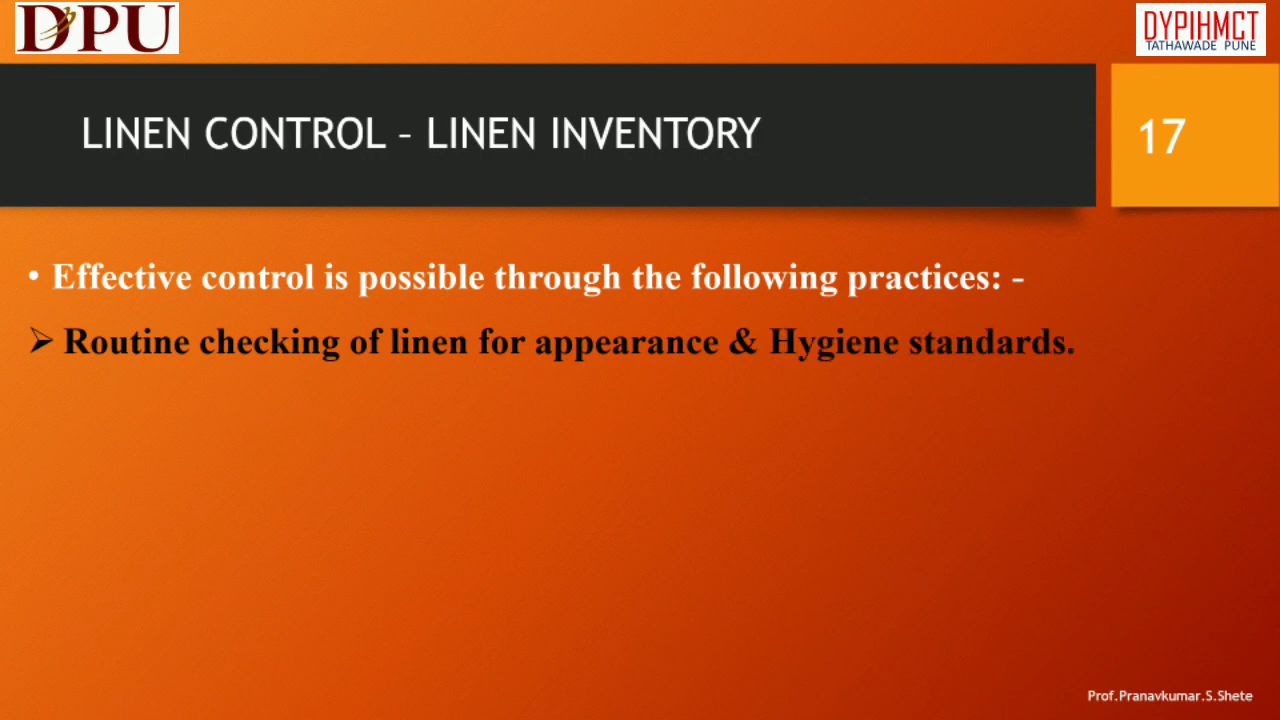 DPU
DYPIHMCT
TATHAWADE PUNE
LINEN CONTROL – LINEN INVENTORY
17
• Effective control is possible through the following practices: -
➢ Routine checking of linen for appearance & Hygiene standards.
Prof.Pranavkumar.S.Shete